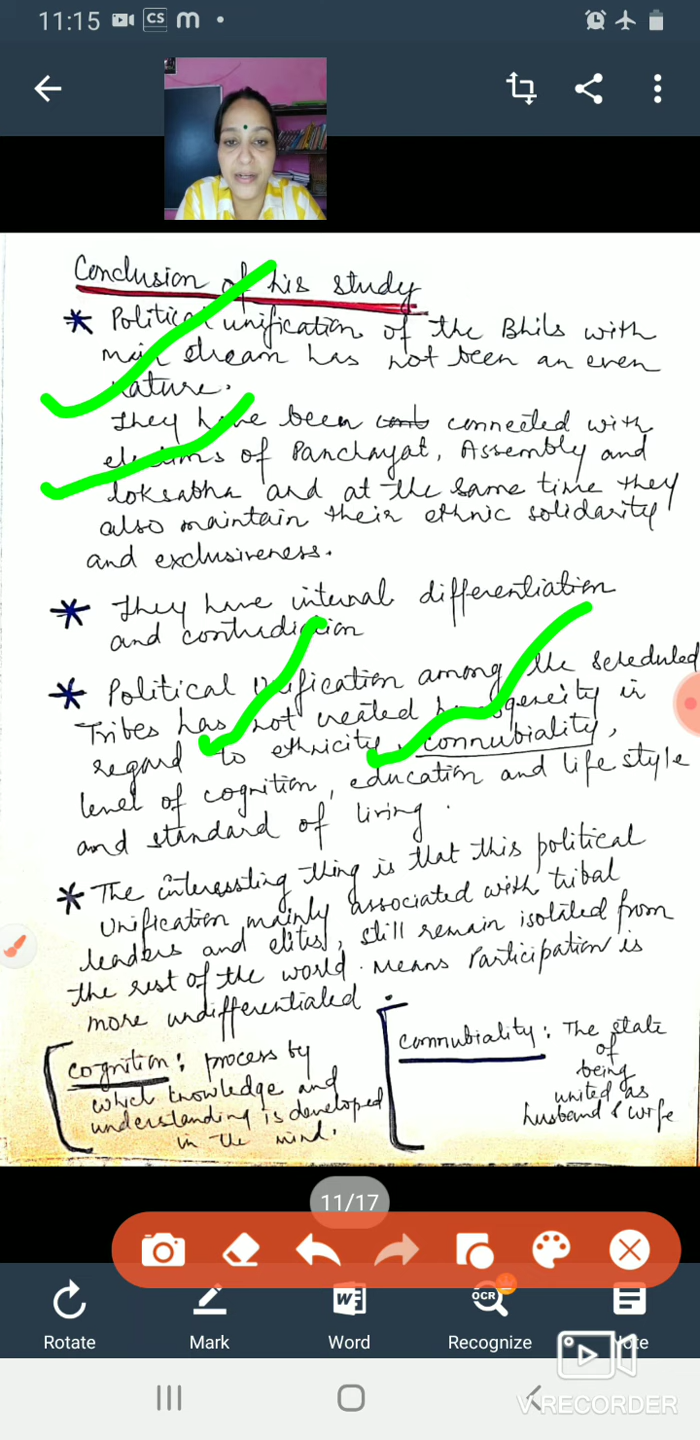 11:15 CS m
Conclusion of his study
* Political unification of the Bhils with
main stream has not been an even
nature.
They have been connected with
elections of Panchayat, Assembly and
loksabha and at the same time they
also maintain their ethnic solidarity
and exclusiveness.
* They have internal differentiation
and contradiction
* Political Unification among the scheduled
Tribes has not created homogeneity in
regard to ethnicity, connubiality,
level of cognition, education and life style
and standard of living.
* The interessting thing is that this political
Unification mainly associated with tribal
leaders and elites, still remain isolated from
the rest of the world. Means Participation is
more undifferentialed.
Cognition: process by
which knowledge and
understanding is developed
in the mind.
Connubiality: The state
of
being
united as
husband & wife
11/17
Rotate Mark Word Recognize Note
W
OCR
V RECORDER